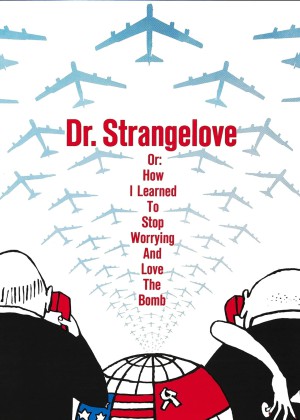 Dr. Strangelove
Or:
How
I Learned
To
Stop
Worrying
And
Love
The
Bomb